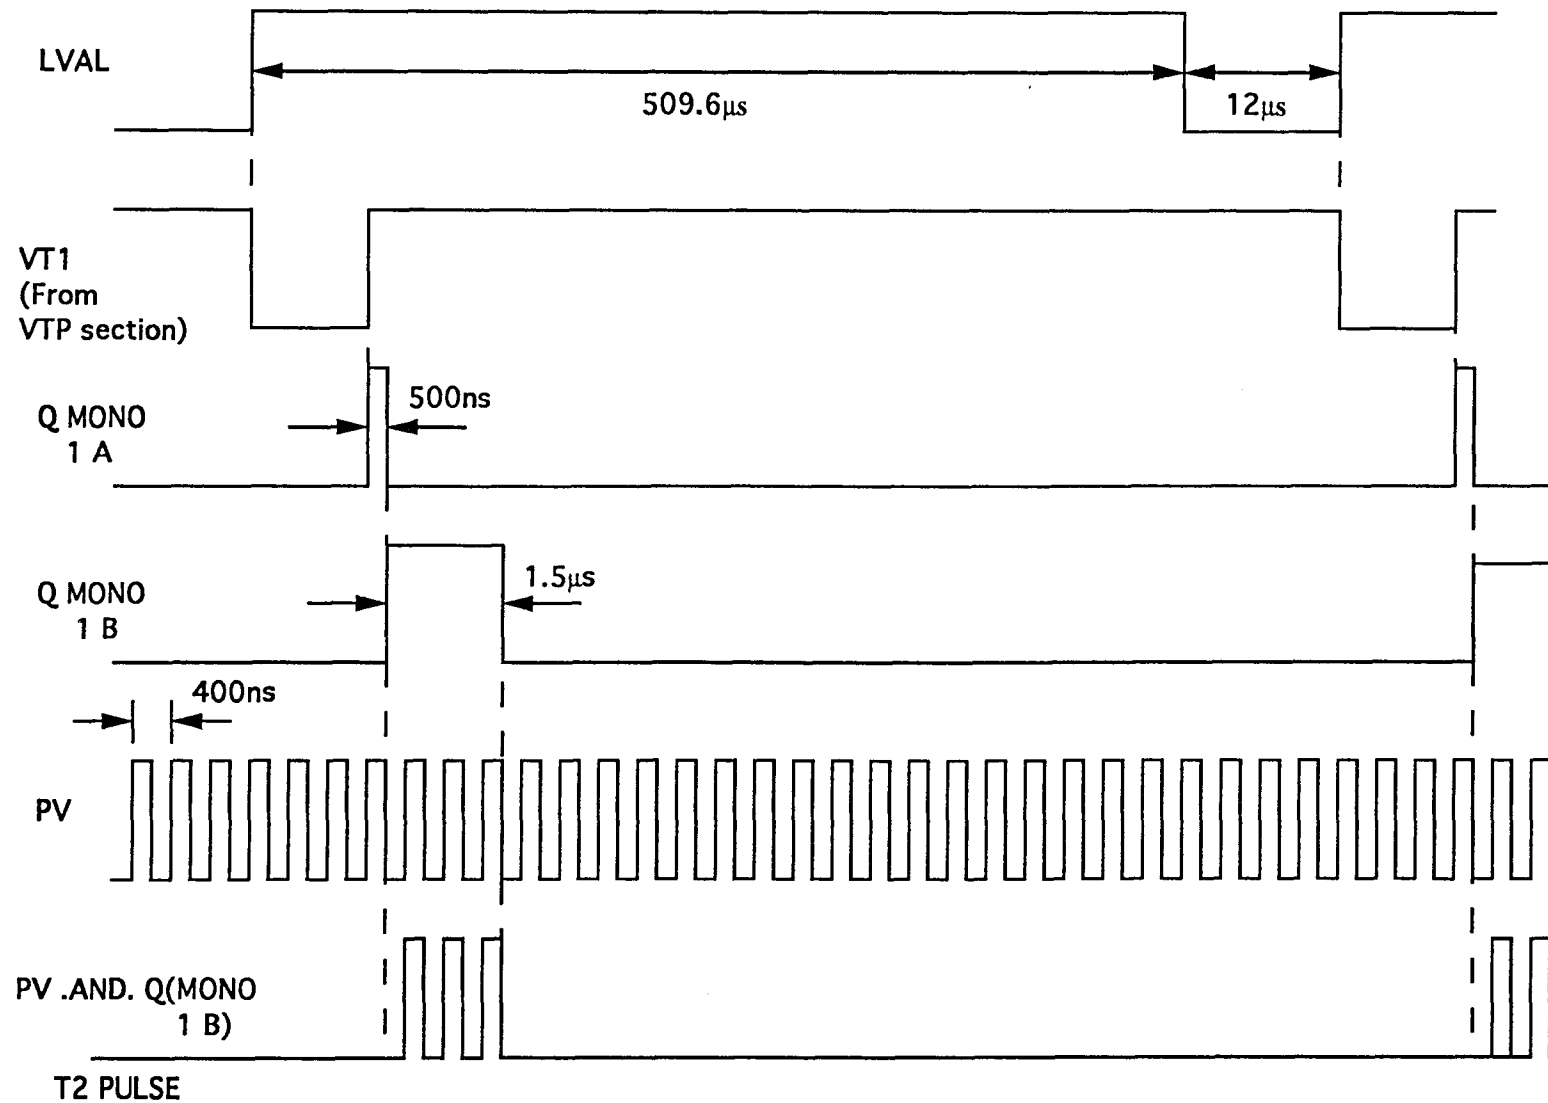 LVAL
509.6µs
12µs
VT1
(From
VTP section)
500ns
Q MONO
1 A
1.5µs
Q MONO
1 B
400ns
PV
PV .AND. Q(MONO
1 B)
T2 PULSE